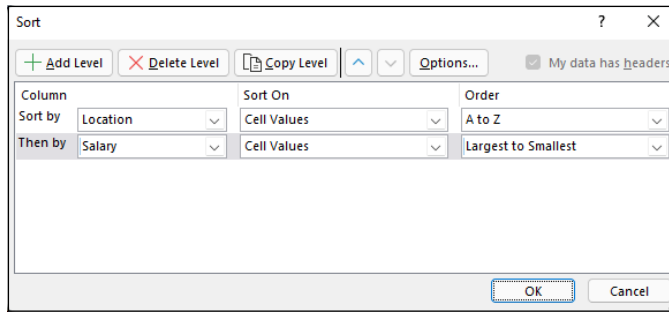 Sort ? X
Add Level Delete Level Copy Level Options... My data has headers
Column Sort On Order
Sort by Location Cell Values A to Z
Then by Salary Cell Values Largest to Smallest
OK Cancel